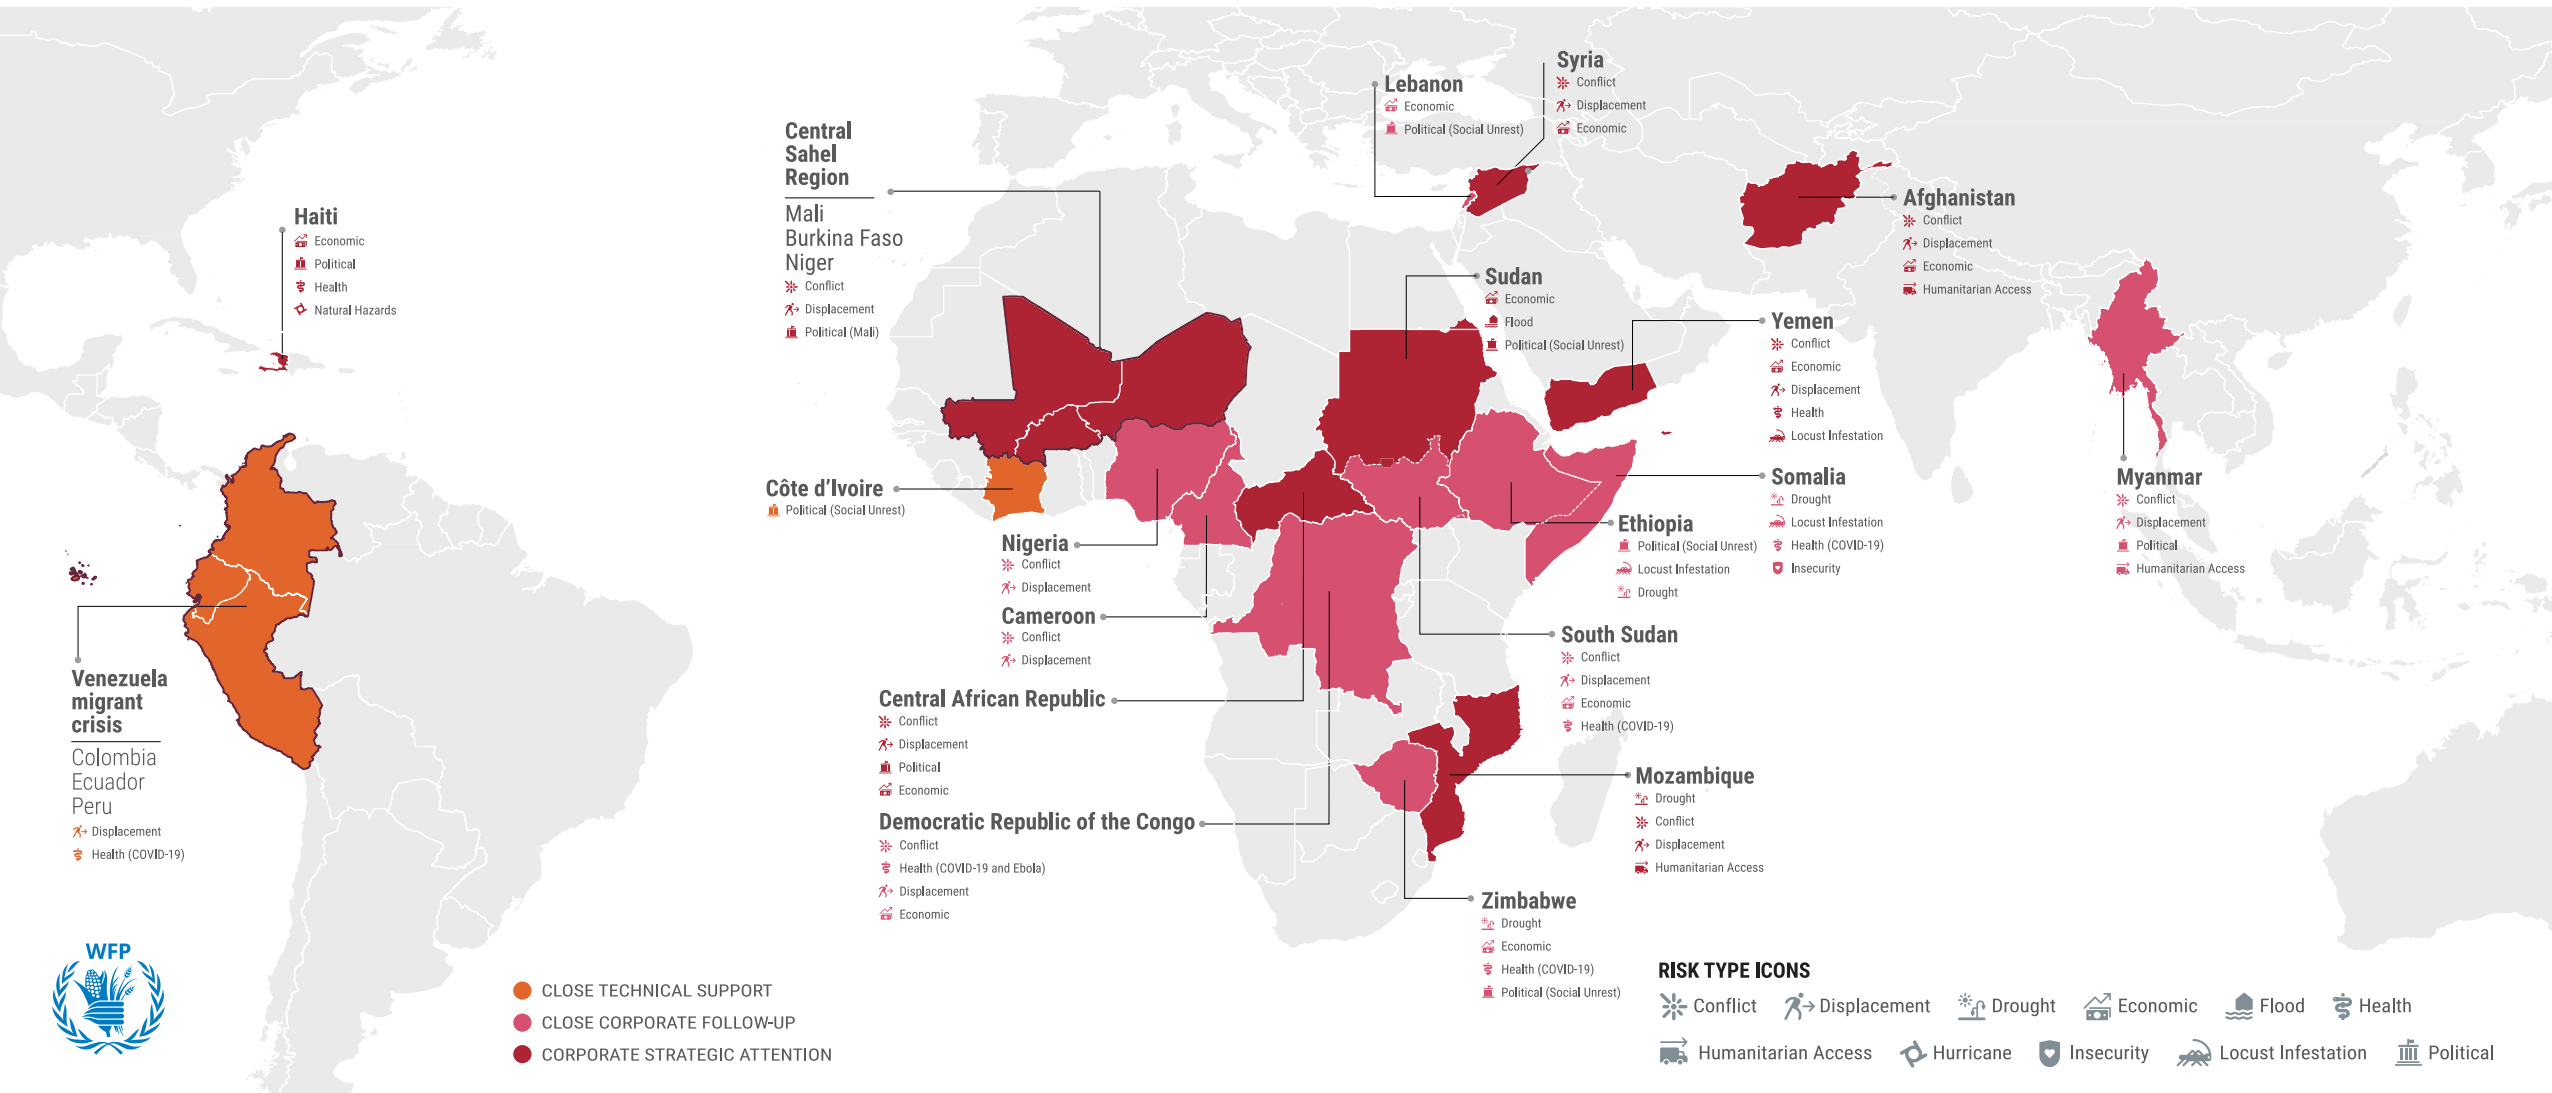 Haiti
Economic
Political
Health
Natural Hazards
Venezuela
migrant
crisis
Colombia
Ecuador
Peru
Displacement
Health (COVID-19)
WFP
CLOSE TECHNICAL SUPPORT
CLOSE CORPORATE FOLLOW-UP
CORPORATE STRATEGIC ATTENTION
Central
Sahel
Region
Mali
Burkina Faso
Niger
Conflict
Displacement
Political (Mali)
Côte d'Ivoire
Political (Social Unrest)
Nigeria
Conflict
Displacement
Cameroon
Conflict
Displacement
Central African Republic
Conflict
Displacement
Political
Economic
Democratic Republic of the Congo
Conflict
Health (COVID-19 and Ebola)
Displacement
Economic
Lebanon
Economic
Political (Social Unrest)
Syria
Conflict
Displacement
Economic
Sudan
Economic
Flood
Political (Social Unrest)
Afghanistan
Conflict
Displacement
Economic
Humanitarian Access
Yemen
Conflict
Economic
Displacement
Health
Locust Infestation
Somalia
Drought
Locust Infestation
Health (COVID-19)
Insecurity
Ethiopia
Political (Social Unrest)
Locust Infestation
Drought
South Sudan
Conflict
Displacement
Economic
Health (COVID-19)
Mozambique
Drought
Conflict
Displacement
Humanitarian Access
Zimbabwe
Drought
Economic
Health (COVID-19)
Political (Social Unrest)
Myanmar
Conflict
Displacement
Political
Humanitarian Access
RISK TYPE ICONS
Conflict Displacement Drought Economic Flood Health
Humanitarian Access Hurricane Insecurity Locust Infestation Political